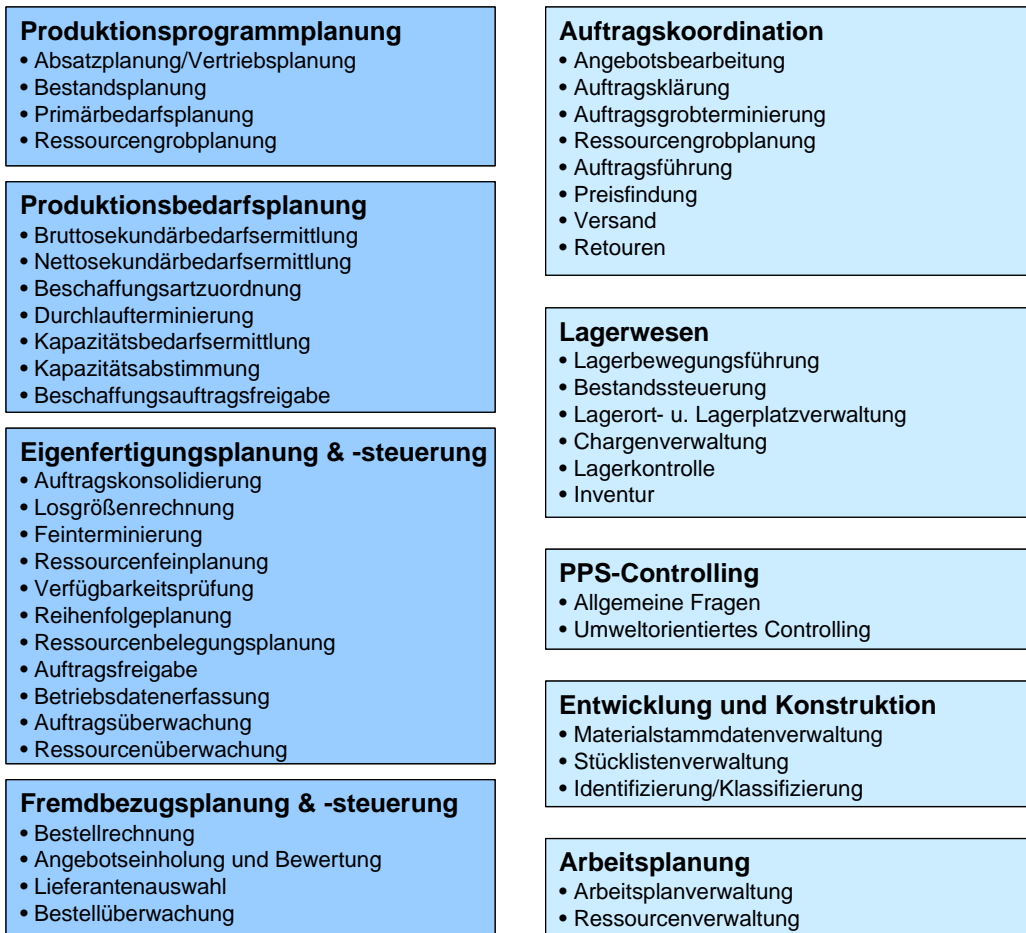 Produktionsprogrammplanung
• Absatzplanung/Vertriebsplanung
• Bestandsplanung
• Primärbedarfsplanung
• Ressourcengrobplanung
Produktionsbedarfsplanung
• Bruttosekundärbedarfsermittlung
• Nettosekundärbedarfsermittlung
• Beschaffungsartzuordnung
• Durchlaufterminierung
• Kapazitätsbedarfsermittlung
• Kapazitätsabstimmung
• Beschaffungsauftragsfreigabe
Eigenfertigungsplanung & -steuerung
• Auftragskonsolidierung
• Losgrößenrechnung
• Feinterminierung
• Ressourcenfeinplanung
• Verfügbarkeitsprüfung
• Reihenfolgeplanung
• Ressourcenbelegungsplanung
• Auftragsfreigabe
• Betriebsdatenerfassung
• Auftragsüberwachung
• Ressourcenüberwachung
Fremdbezugsplanung & -steuerung
• Bestellrechnung
• Angebotseinholung und Bewertung
• Lieferantenauswahl
• Bestellüberwachung
Auftragskoordination
• Angebotsbearbeitung
• Auftragsklärung
• Auftragsgrobterminierung
• Ressourcengrobplanung
• Auftragsführung
• Preisfindung
• Versand
• Retouren
Lagerwesen
• Lagerbewegungsführung
• Bestandssteuerung
• Lagerort- u. Lagerplatzverwaltung
• Chargenverwaltung
• Lagerkontrolle
• Inventur
PPS-Controlling
• Allgemeine Fragen
• Umweltorientiertes Controlling
Entwicklung und Konstruktion
• Materialstammdatenverwaltung
• Stücklistenverwaltung
• Identifizierung/Klassifizierung
Arbeitsplanung
• Arbeitsplanverwaltung
• Ressourcenverwaltung